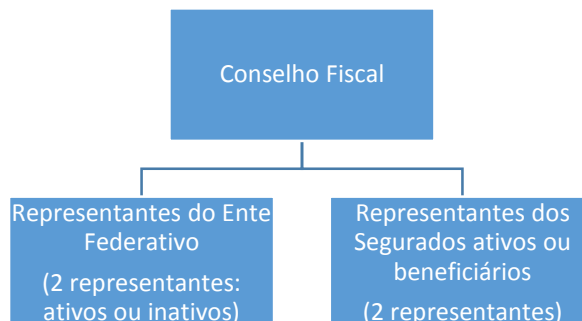 Conselho Fiscal
Representantes do Ente
Federativo
(2 representantes:
ativos ou inativos)
Representantes dos
Segurados ativos ou
beneficiários
(2 representantes)